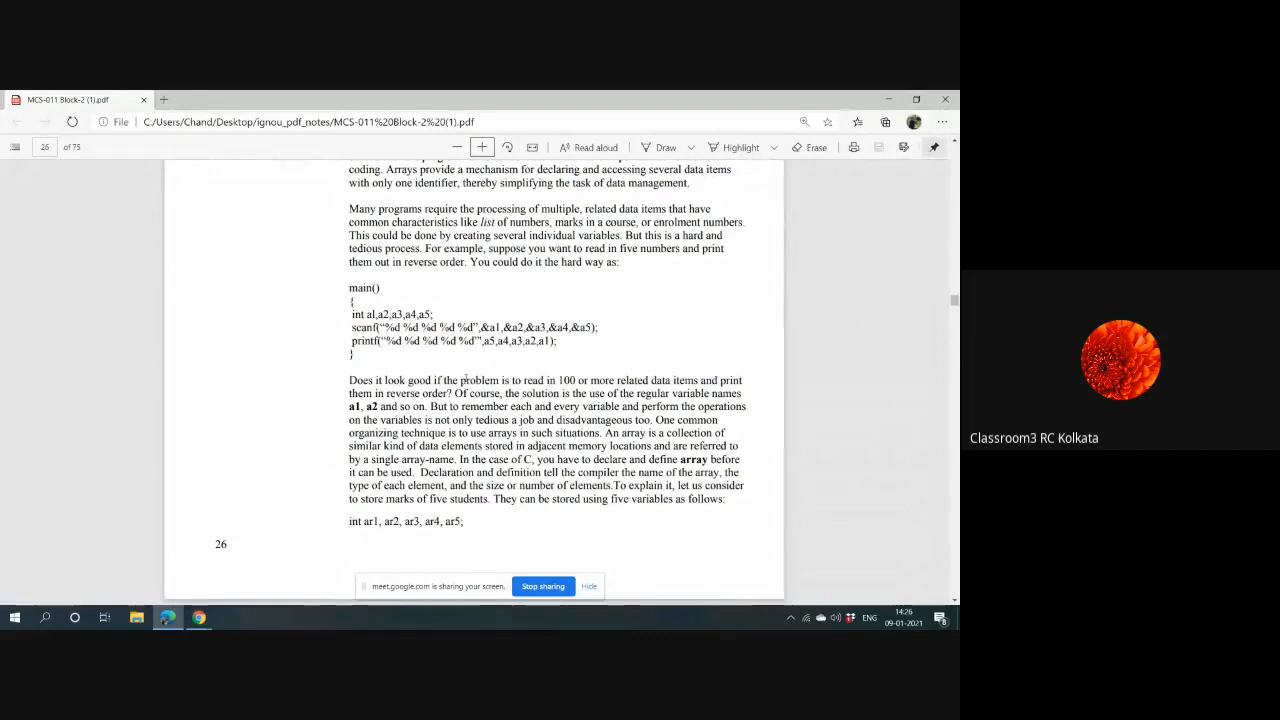 MCS-011 Block-2 (1).pdf
File
C:/Users/Chand/Desktop/ignou_pdf_notes/MCS-011%20Block-2%20(1).pdf
26 of 75
Read aloud
Draw
Highlight
Erase
coding. Arrays provide a mechanism for declaring and accessing several data items
with only one identifier, thereby simplifying the task of data management.
Many programs require the processing of multiple, related data items that have
common characteristics like list of numbers, marks in a course, or enrolment numbers.
This could be done by creating several individual variables. But this is a hard and
tedious process. For example, suppose you want to read in five numbers and print
them out in reverse order. You could do it the hard way as:
main()
{
int al,a2,a3,a4,a5;
scanf(“%d %d %d %d %d”,&a1,&a2,&a3,&a4,&a5);
printf(“%d %d %d %d %d'”,a5,a4,a3,a2,a1);
}
Does it look good if the problem is to read in 100 or more related data items and print
them in reverse order? Of course, the solution is the use of the regular variable names
a1, a2 and so on. But to remember each and every variable and perform the operations
on the variables is not only tedious a job and disadvantageous too. One common
organizing technique is to use arrays in such situations. An array is a collection of
similar kind of data elements stored in adjacent memory locations and are referred to
by a single array-name. In the case of C, you have to declare and define array before
it can be used. Declaration and definition tell the compiler the name of the array, the
type of each element, and the size or number of elements.To explain it, let us consider
to store marks of five students. They can be stored using five variables as follows:
int ar1, ar2, ar3, ar4, ar5;
26
meet.google.com is sharing your screen.
Stop sharing
Hide
ENG
14:26
09-01-2021
Classroom3 RC Kolkata